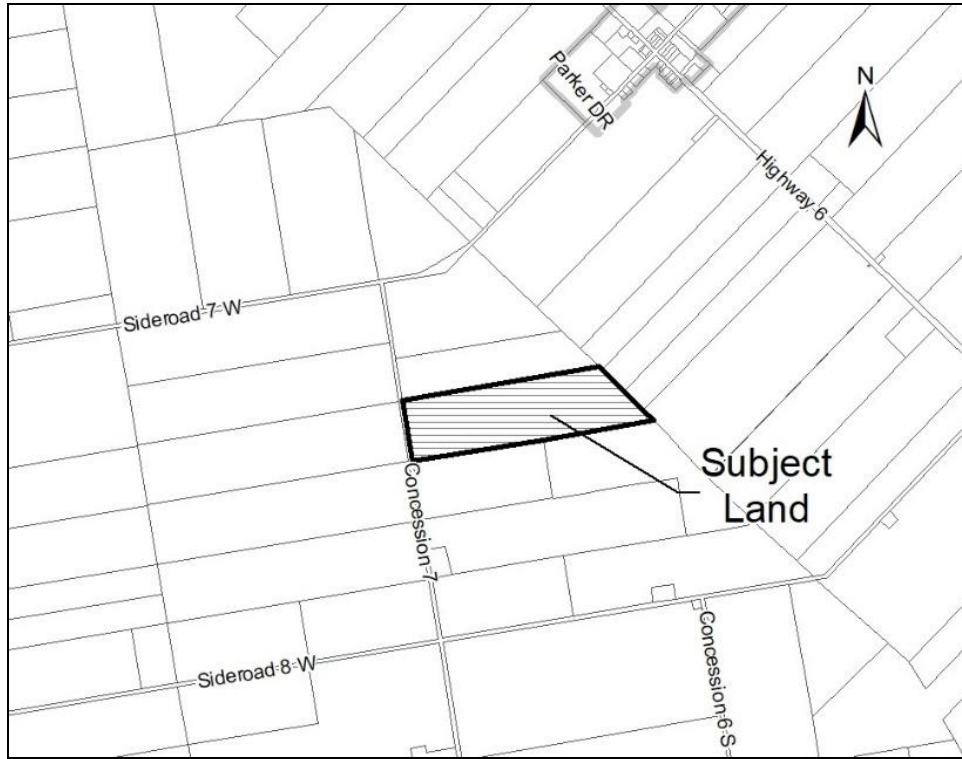 Parker DR
N
Highway 6
Sideroad 7 W
Subject
Land
Concession 7
Sideroad 8 W
Concession 6 S